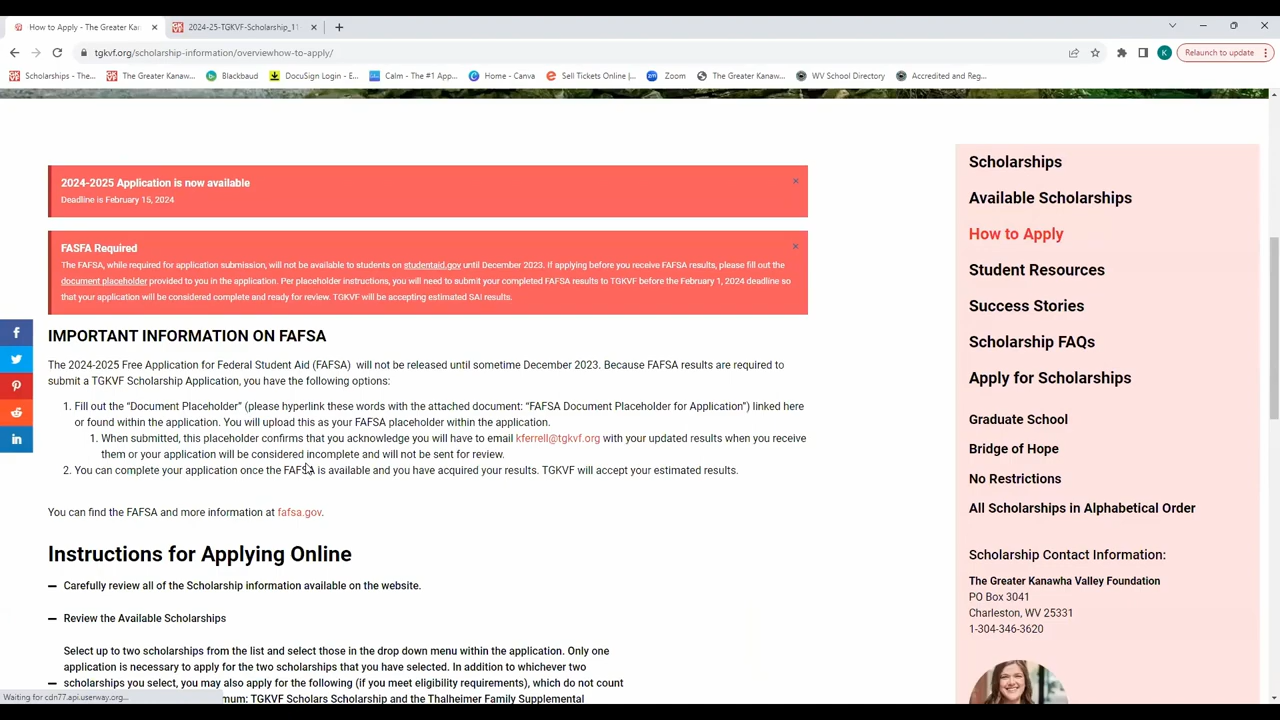 How to Apply - The Greater Kan
2024-25-TGKVF-Scholarship_11
tgkvf.org/scholarship-information/overviewhow-to-apply/
K
Relaunch to update
Scholarships - The...
The Greater Kanaw...
Blackbaud
DocuSign Login - E...
Calm - The #1 App...
Home - Canva
Sell Tickets Online |...
Zoom
The Greater Kanaw...
WV School Directory
Accredited and Reg...
2024-2025 Application is now available
Deadline is February 15, 2024
FASFA Required
The FAFSA, while required for application submission, will not be available to students on studentaid.gov until December 2023. If applying before you receive FAFSA results, please fill out the
document placeholder provided to you in the application. Per placeholder instructions, you will need to submit your completed FAFSA results to TGKVF before the February 1, 2024 deadline so
that your application will be considered complete and ready for review. TGKVF will be accepting estimated SAI results.
IMPORTANT INFORMATION ON FAFSA
The 2024-2025 Free Application for Federal Student Aid (FAFSA) will not be released until sometime December 2023. Because FAFSA results are required to
submit a TGKVF Scholarship Application, you have the following options:
1. Fill out the “Document Placeholder” (please hyperlink these words with the attached document: “FAFSA Document Placeholder for Application”) linked here
or found within the application. You will upload this as your FAFSA placeholder within the application.
1. When submitted, this placeholder confirms that you acknowledge you will have to email kferrell@tgkvf.org with your updated results when you receive
them or your application will be considered incomplete and will not be sent for review.
2. You can complete your application once the FAFSA is available and you have acquired your results. TGKVF will accept your estimated results.
You can find the FAFSA and more information at fafsa.gov.
Instructions for Applying Online
Carefully review all of the Scholarship information available on the website.
Review the Available Scholarships
Select up to two scholarships from the list and select those in the drop down menu within the application. Only one
application is necessary to apply for the two scholarships that you have selected. In addition to whichever two
scholarships you select, you may also apply for the following (if you meet eligibility requirements), which do not count
mum: TGKVF Scholars Scholarship and the Thalheimer Family Supplemental
Waiting for cdn77.api.userway.org...
Scholarships
Available Scholarships
How to Apply
Student Resources
Success Stories
Scholarship FAQs
Apply for Scholarships
Graduate School
Bridge of Hope
No Restrictions
All Scholarships in Alphabetical Order
Scholarship Contact Information:
The Greater Kanawha Valley Foundation
PO Box 3041
Charleston, WV 25331
1-304-346-3620